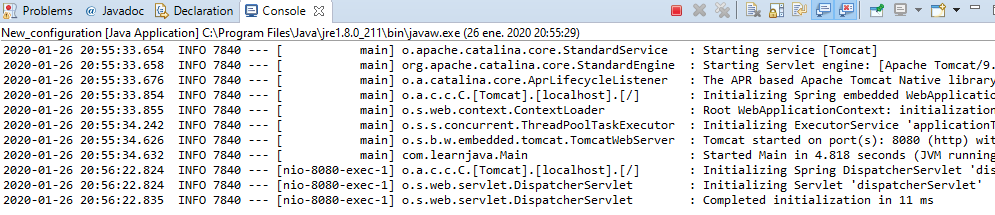 Problems @ Javadoc Declaration Console
New_configuration [Java Application] C:\Program Files\Java\jre1.8.0_211\bin\javaw.exe (26 ene. 2020 20:55:29)
2020-01-26 20:55:33.654 INFO 7840 --- [ main] o.apache.catalina.core.StandardService : Starting service [Tomcat]
2020-01-26 20:55:33.658 INFO 7840 --- [ main] org.apache.catalina.core.StandardEngine : Starting Servlet engine: [Apache Tomcat/9.
2020-01-26 20:55:33.676 INFO 7840 --- [ main] o.a.catalina.core.AprLifecycleListener : The APR based Apache Tomcat Native library
2020-01-26 20:55:33.854 INFO 7840 --- [ main] o.a.c.c.C.[Tomcat].[localhost].[/] : Initializing Spring embedded WebApplicatio
2020-01-26 20:55:33.855 INFO 7840 --- [ main] o.s.web.context.ContextLoader : Root WebApplicationContext: initialization
2020-01-26 20:55:34.242 INFO 7840 --- [ main] o.s.s.concurrent.ThreadPoolTaskExecutor : Initializing ExecutorService 'applicationT
2020-01-26 20:55:34.626 INFO 7840 --- [ main] o.s.b.w.embedded.tomcat.TomcatWebServer : Tomcat started on port(s): 8080 (http) wit
2020-01-26 20:55:34.632 INFO 7840 --- [ main] com.learnjava.Main : Started Main in 4.818 seconds (JVM running
2020-01-26 20:56:22.824 INFO 7840 --- [nio-8080-exec-1] o.a.c.c.C.[Tomcat].[localhost].[/] : Initializing Spring DispatcherServlet 'dis
2020-01-26 20:56:22.824 INFO 7840 --- [nio-8080-exec-1] o.s.web.servlet.DispatcherServlet : Initializing Servlet 'dispatcherServlet'
2020-01-26 20:56:22.835 INFO 7840 --- [nio-8080-exec-1] o.s.web.servlet.DispatcherServlet : Completed initialization in 11 ms